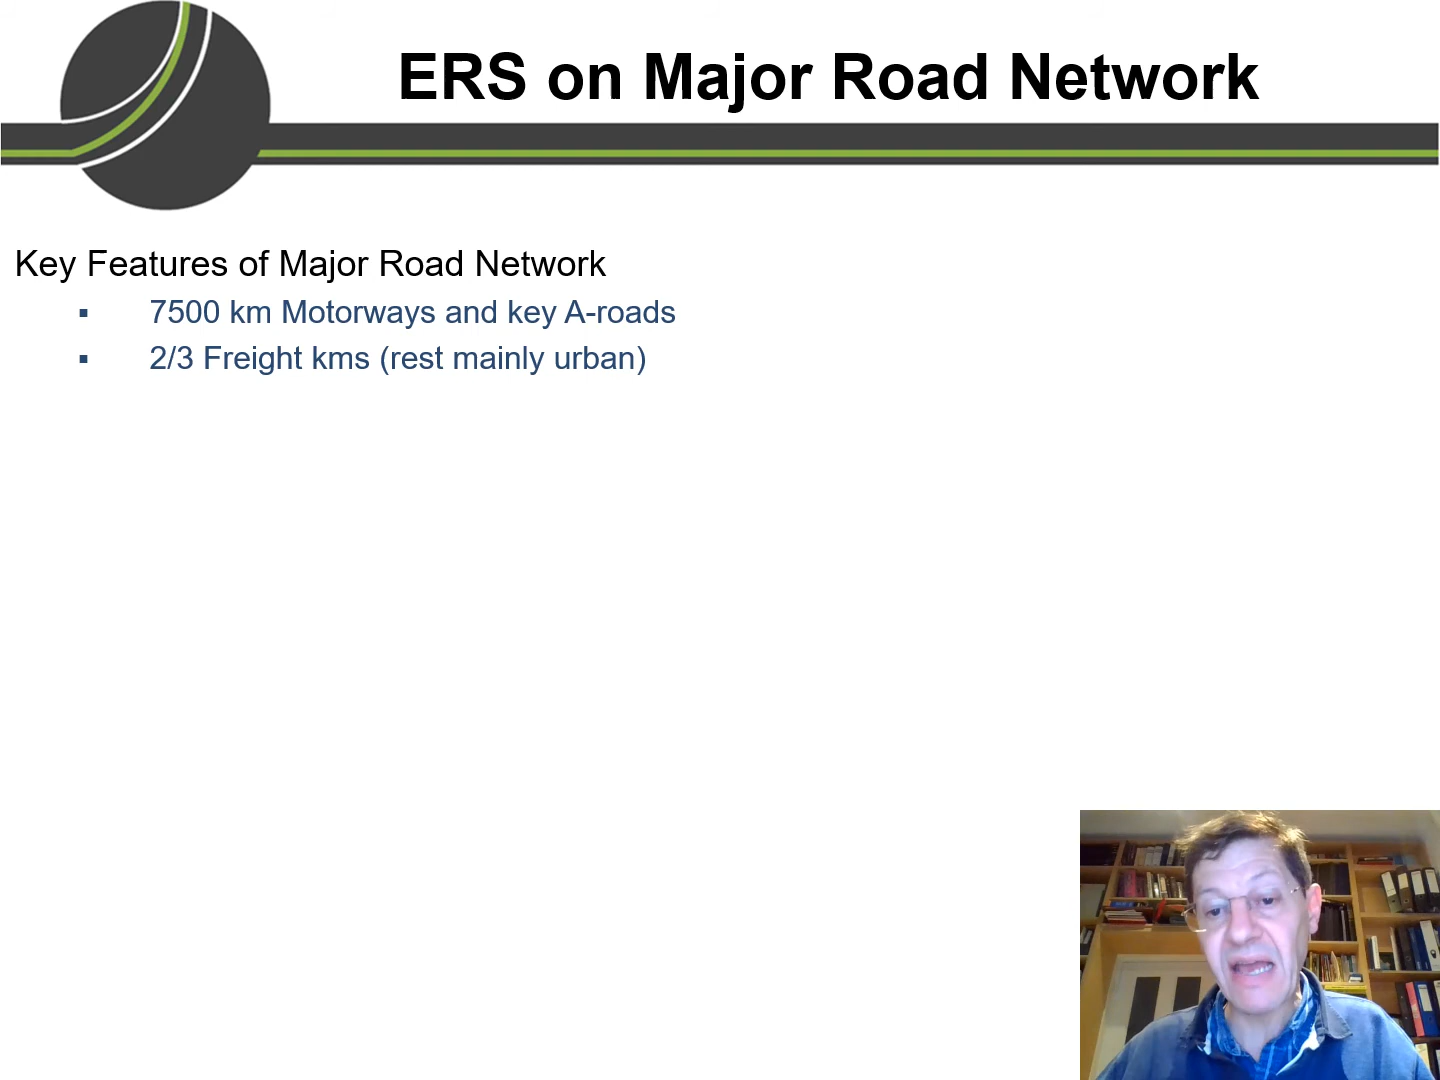 ERS on Major Road Network
Key Features of Major Road Network
▪ 7500 km Motorways and key A-roads
▪ 2/3 Freight kms (rest mainly urban)